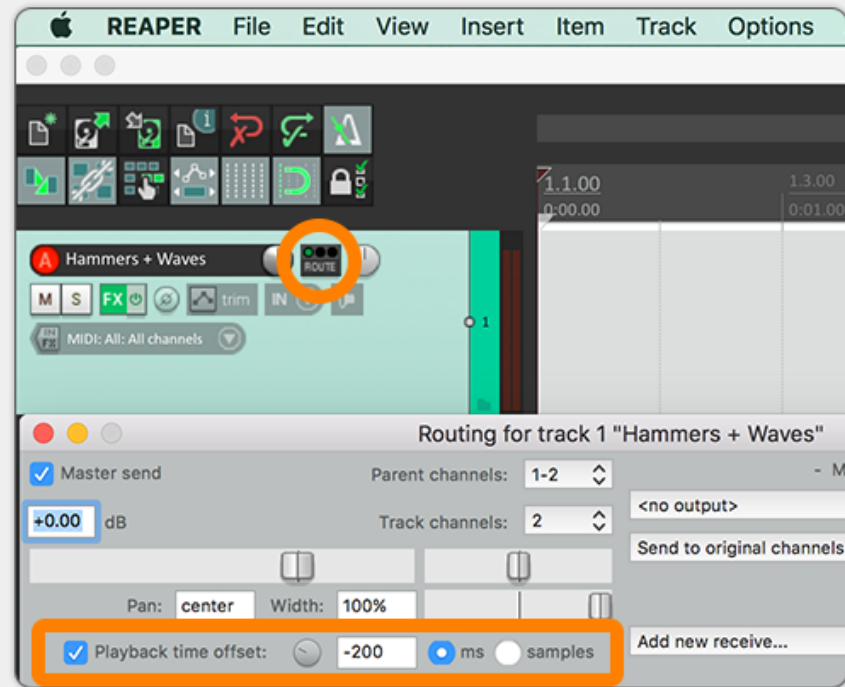 REAPER File Edit View Insert Item Track Options
1.1.00 1.3.00
0:00.00 0:01.00
A Hammers + Waves ROUTE
M S FX trim IN
1
IN FX MIDI: All: All channels
Routing for track 1 "Hammers + Waves"
Master send Parent channels: 1-2 - M
+0.00 dB Track channels: 2 <no output>
Send to original channels
Pan: center Width: 100%
Playback time offset: -200 ms samples Add new receive...